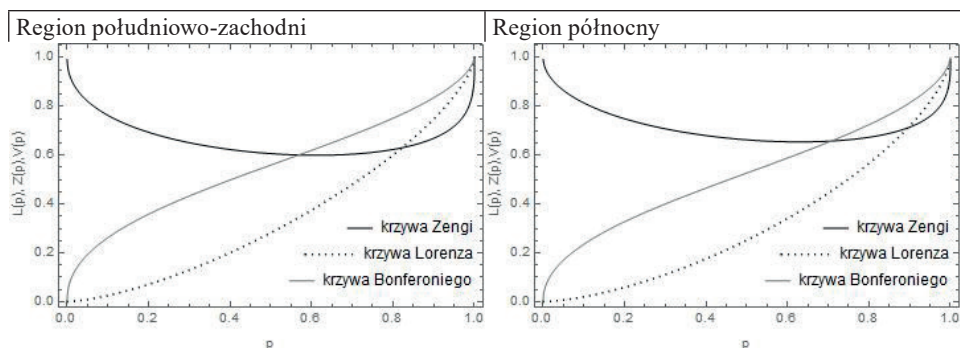 Region południowo-zachodni
Region północny
L(p), Z(p),V(p)
1.0
0.8
0.6
0.4
0.2
0.0
krzywa Zengi
krzywa Lorenza
krzywa Bonferoniego
0.0 0.2 0.4 0.6 0.8 1.0
p
L(p), Z(p),V(p)
1.0
0.8
0.6
0.4
0.2
0.0
krzywa Zengi
krzywa Lorenza
krzywa Bonferoniego
0.0 0.2 0.4 0.6 0.8 1.0
p